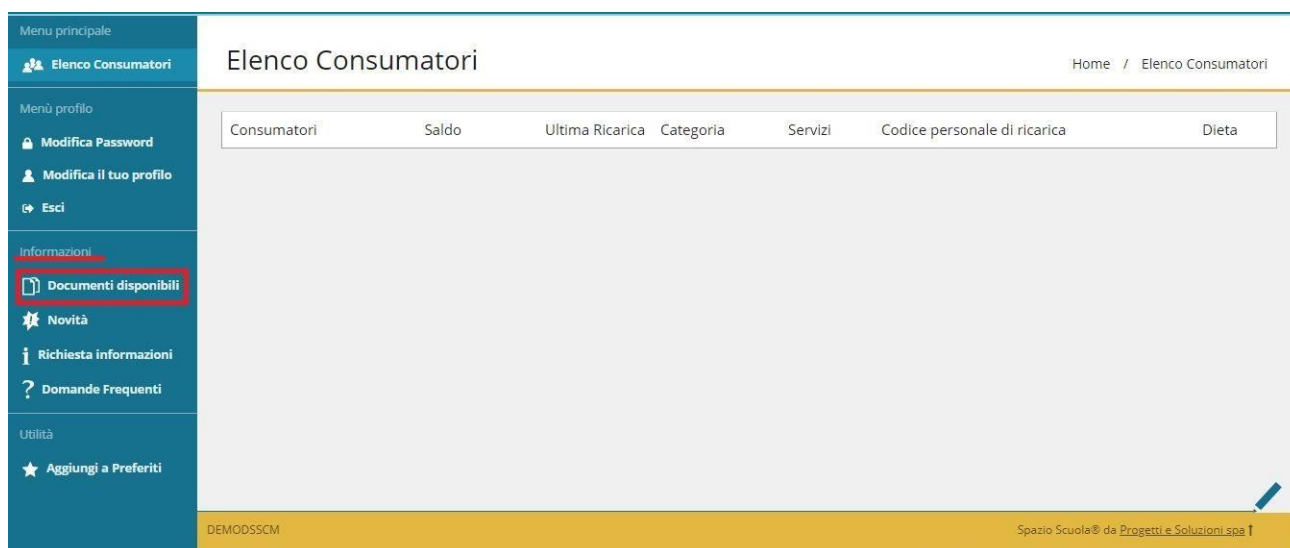 Menu principale
Elenco Consumatori
Menù profilo
Modifica Password
Modifica il tuo profilo
Esci
Informazioni
Documenti disponibili
Novità
Richiesta informazioni
Domande Frequenti
Utilità
Aggiungi a Preferiti
Elenco Consumatori
Home / Elenco Consumatori
Consumatori Saldo Ultima Ricarica Categoria Servizi Codice personale di ricarica Dieta
DEMODSSCM
Spazio Scuola® da Progetti e Soluzioni spa